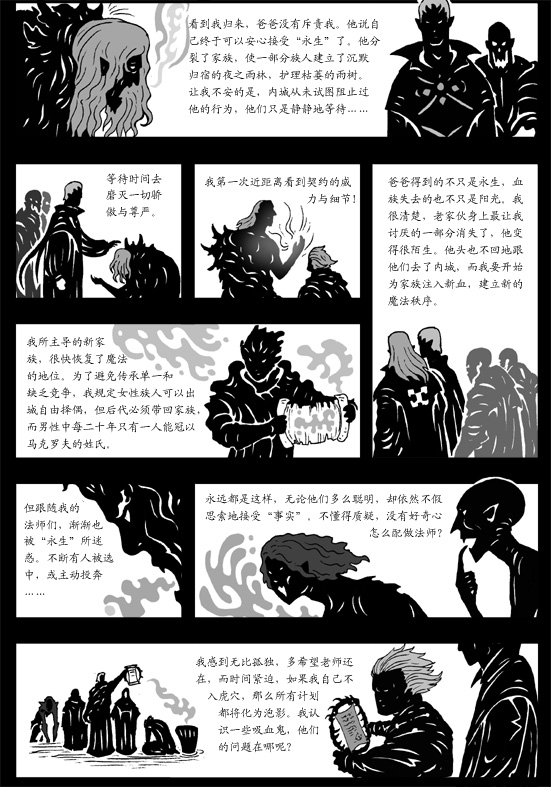 看到我归来，爸爸没有斥责我。他说自
己终于可以安心接受“永生”了。他分
裂了家族，使一部分族人建立了沉默
归宿的夜之雨林，护理枯萎的雨树。
让我不安的是，内城从未试图阻止过
他的行为，他们只是静静地等待……
等待时间去
磨灭一切骄
傲与尊严。
我第一次近距离看到契约的威
力与细节！
爸爸得到的不只是永生，血
族失去的也不只是阳光。我
很清楚，老家伙身上最让我
讨厌的一部分消失了，他变
得很陌生。他头也不回地跟
他们去了内城，而我要开始
为家族注入新血，建立新的
魔法秩序。
我所主导的新家
族，很快恢复了魔法
的地位。为了避免传承单一和
缺乏竞争，我规定女性族人可以出
城自由择偶，但后代必须带回家族，
而男性中每二十年只有一人能冠以
马克罗夫的姓氏。
但跟随我的
法师们，渐渐也
被“永生”所迷
惑。不断有人被选
中，或主动投奔
……
永远都是这样，无论他们多么聪明，却依然不假
思索地接受“事实”。不懂得质疑，没有好奇心
怎么配做法师？
我感到无比孤独，多希望老师还
在，而时间紧迫，如果我自己不
入虎穴，那么所有计划
都将化为泡影。我认
识一些吸血鬼，他们
的问题在哪呢？